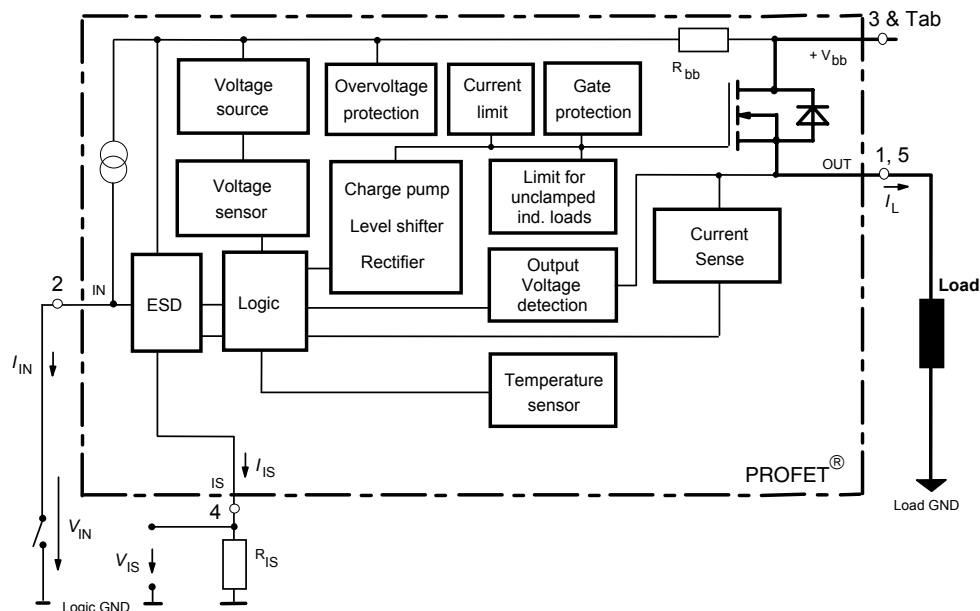 3 & Tab
R bb
+ V bb
Voltage
source
Overvoltage
protection
Current
limit
Gate
protection
OUT
1, 5
I L
Voltage
sensor
Charge pump
Level shifter
Rectifier
Limit for
unclamped
ind. loads
Current
Sense
2
IN
ESD
Logic
Output
Voltage
detection
Load
I IN
Temperature
sensor
I IS
PROFET®
IS
4
Load GND
V IN
V IS
R IS
Logic GND